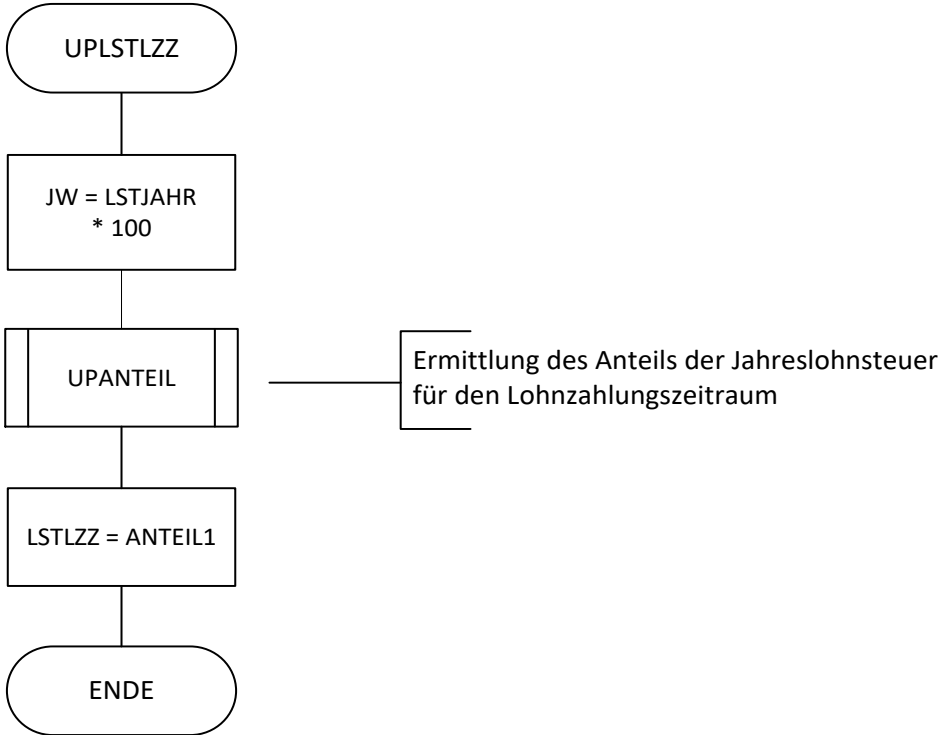 UPLSTLZZ
JW = LSTJAHR
* 100
UPANTEIL
Ermittlung des Anteils der Jahreslohnsteuer
für den Lohnzahlungszeitraum
LSTLZZ = ANTEIL1
ENDE